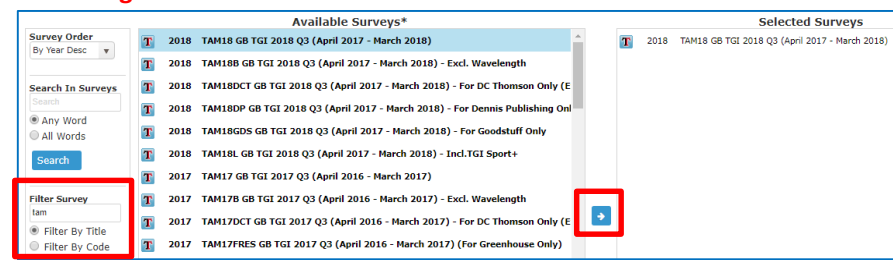 Available Surveys*
Selected Surveys
Survey Order
By Year Desc
Search In Surveys
Search
Any Word
All Words
Search
Filter Survey
tam
Filter By Title
Filter By Code
T 2018 TAM18 GB TGI 2018 Q3 (April 2017 - March 2018)
T 2018 TAM18B GB TGI 2018 Q3 (April 2017 - March 2018) - Excl. Wavelength
T 2018 TAM18DCT GB TGI 2018 Q3 (April 2017 - March 2018) - For DC Thomson Only (E
T 2018 TAM18DP GB TGI 2018 Q3 (April 2017 - March 2018) - For Dennis Publishing Onl
T 2018 TAM18GDS GB TGI 2018 Q3 (April 2017 - March 2018) - For Goodstuff Only
T 2018 TAM18L GB TGI 2018 Q3 (April 2017 - March 2018) - Incl.TGI Sport+
T 2017 TAM17 GB TGI 2017 Q3 (April 2016 - March 2017)
T 2017 TAM17B GB TGI 2017 Q3 (April 2016 - March 2017) - Excl. Wavelength
T 2017 TAM17DCT GB TGI 2017 Q3 (April 2016 - March 2017) - For DC Thomson Only (E
T 2017 TAM17FRES GB TGI 2017 Q3 (April 2016 - March 2017) (For Greenhouse Only)
T 2018 TAM18 GB TGI 2018 Q3 (April 2017 - March 2018)